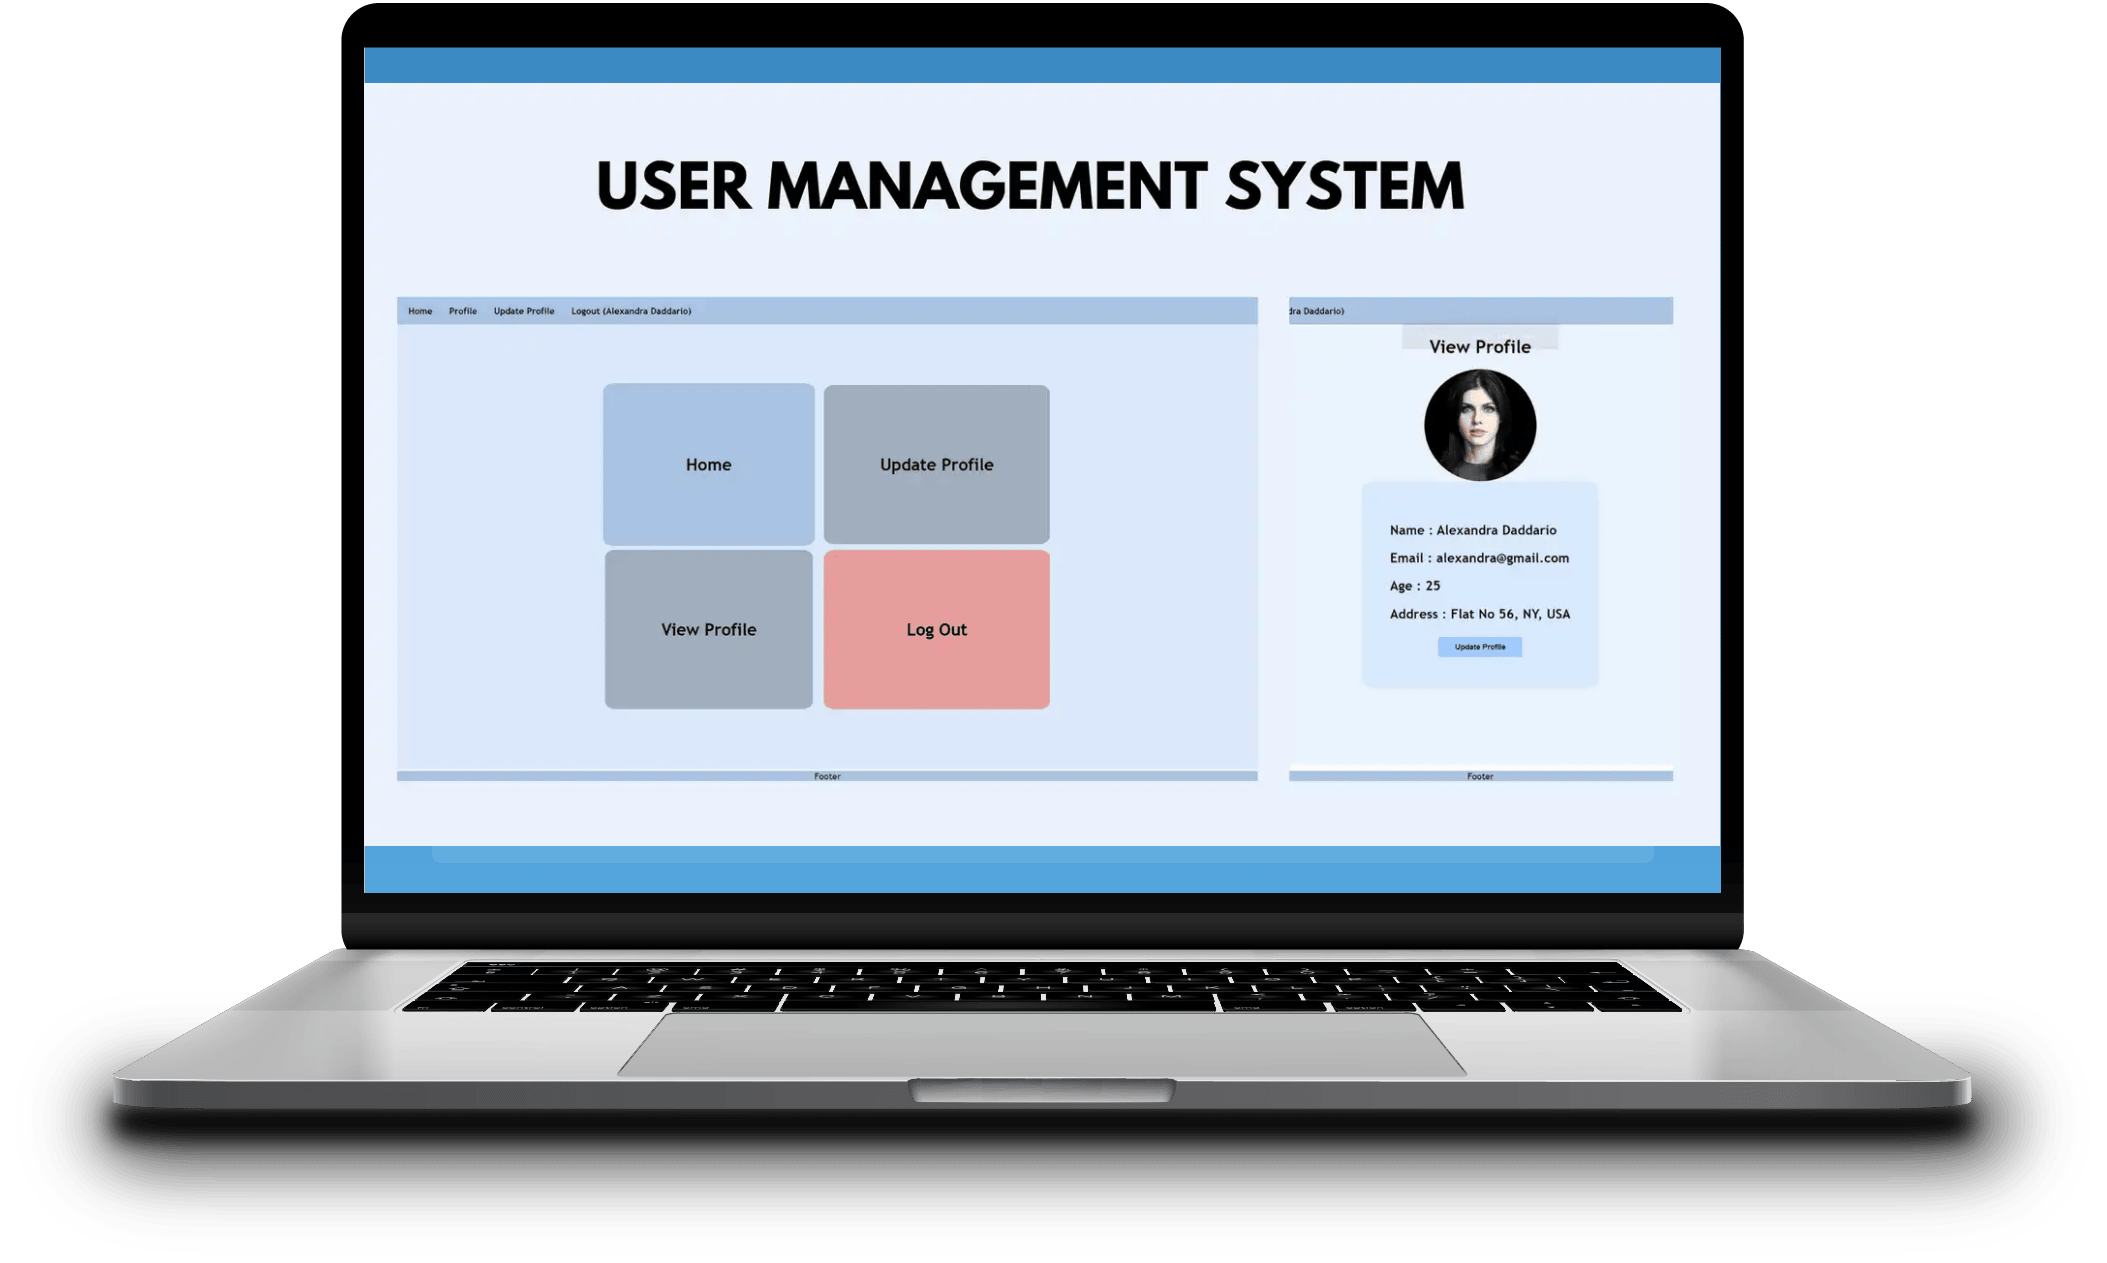 USER MANAGEMENT SYSTEM
Home Profile Update Profile Logout (Alexandra Daddario)
Home
Update Profile
View Profile
Log Out
Footer
dra Daddario)
View Profile
Name : Alexandra Daddario
Email : alexandra@gmail.com
Age : 25
Address : Flat No 56, NY, USA
Update Profile
Footer